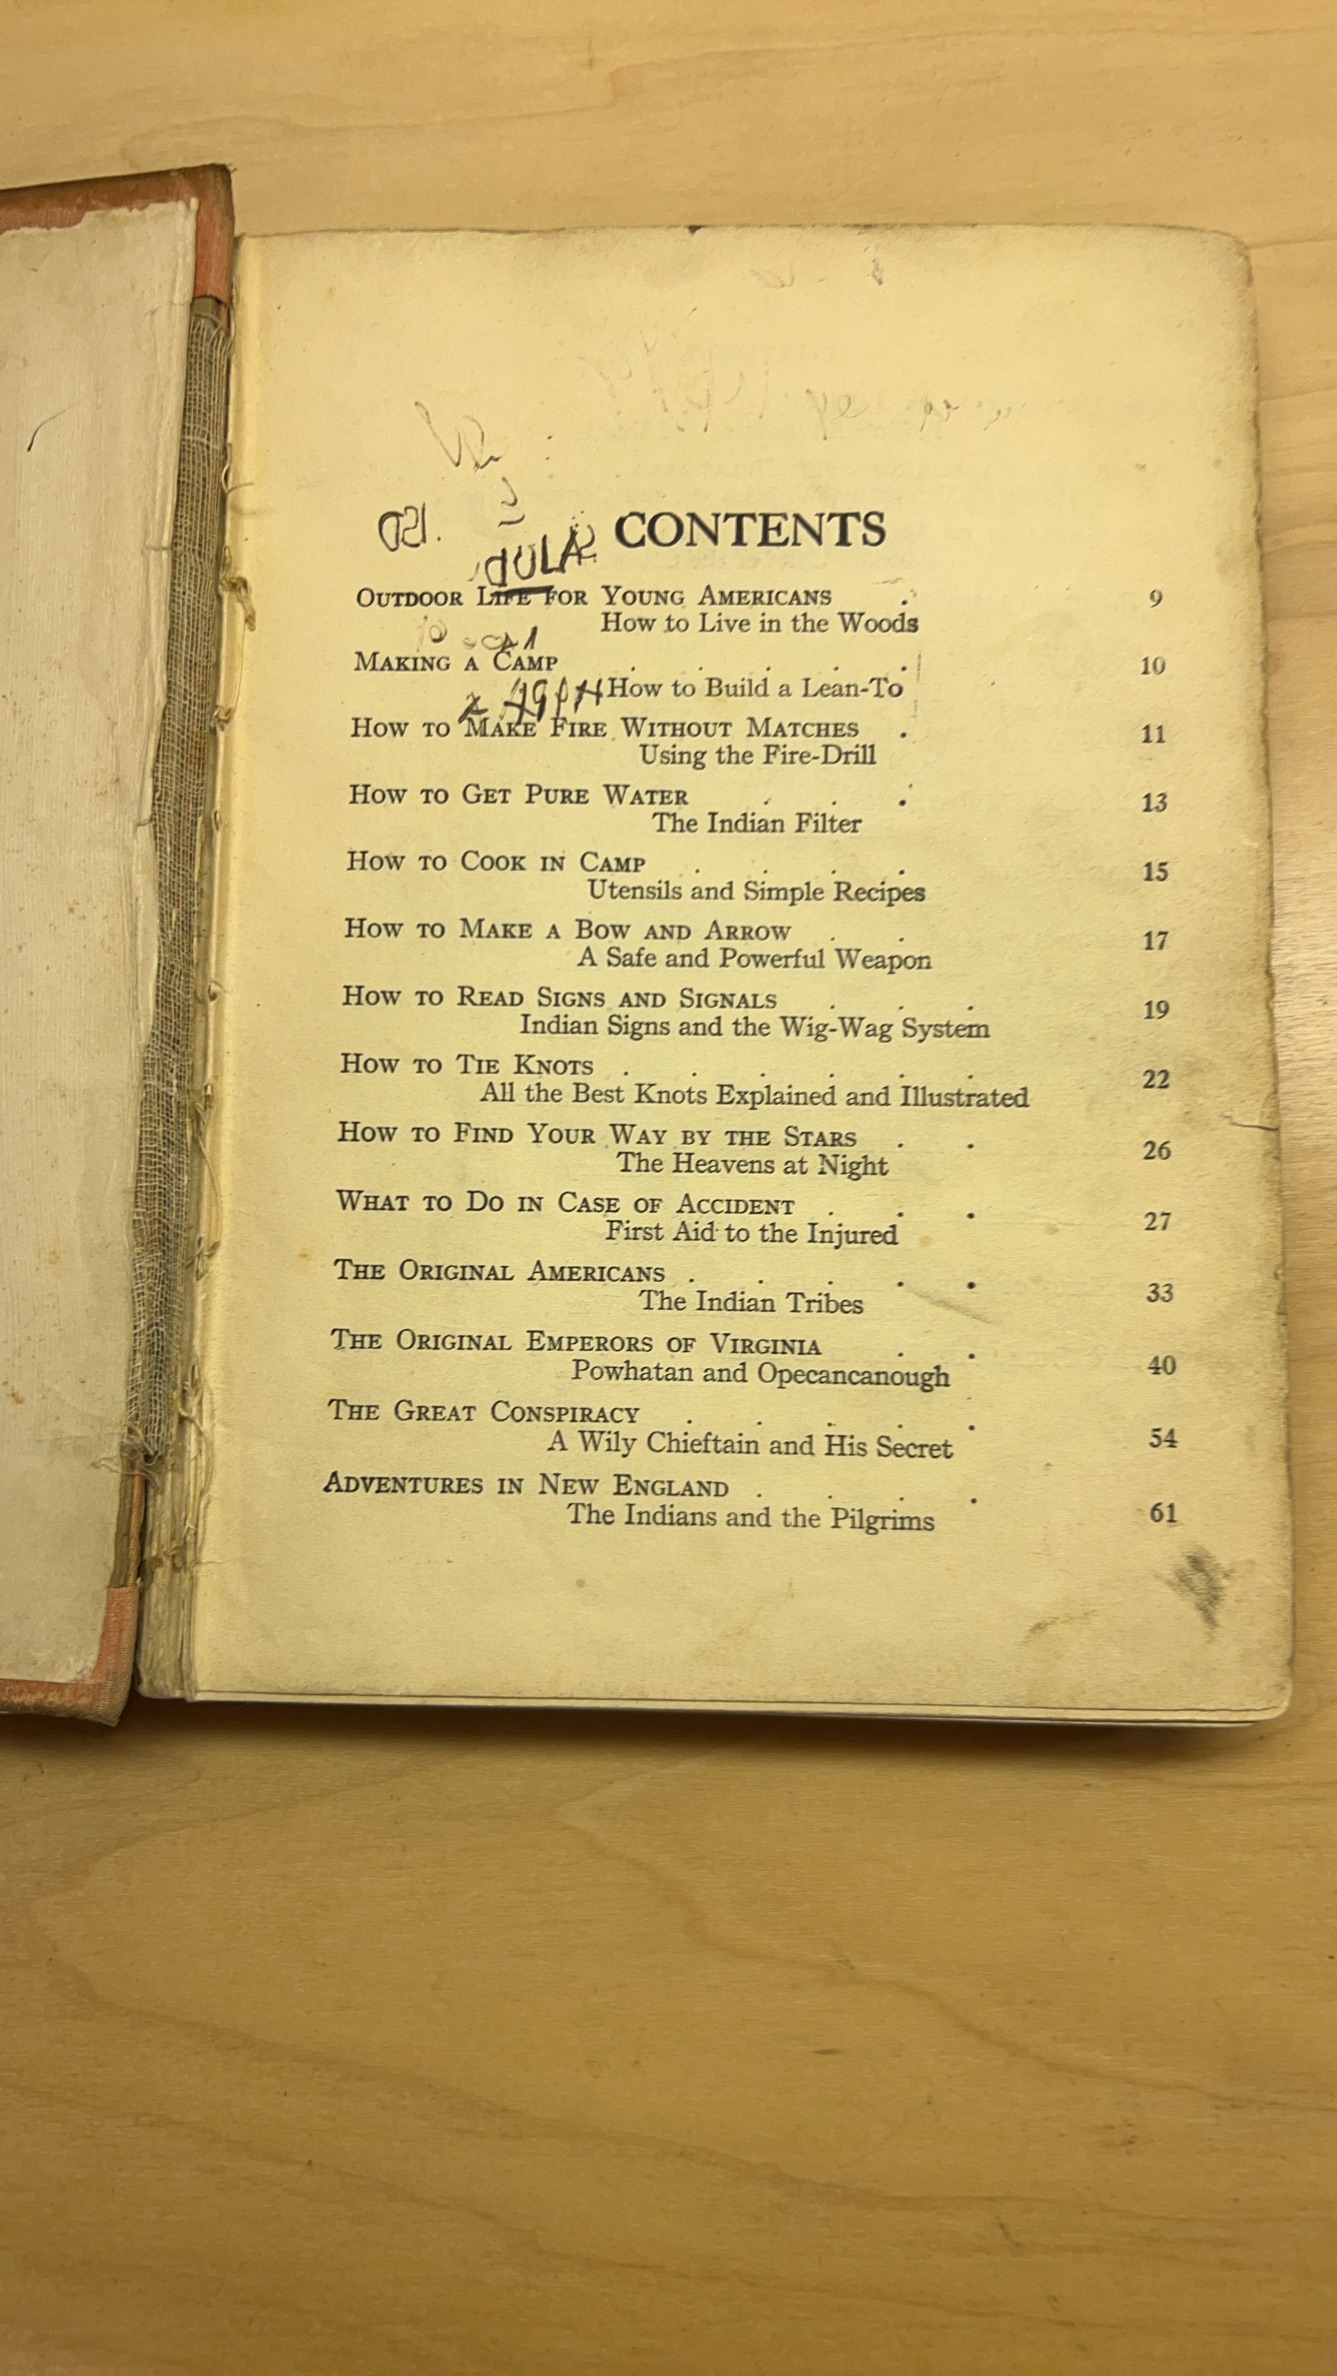 CONTENTS
OUTDOOR LIFE FOR YOUNG AMERICANS . 9
How to Live in the Woods
MAKING A CAMP . . . . . 10
How to Build a Lean-To
HOW TO MAKE FIRE WITHOUT MATCHES . 11
Using the Fire-Drill
HOW TO GET PURE WATER . . . 13
The Indian Filter
HOW TO COOK IN CAMP . . . . 15
Utensils and Simple Recipes
HOW TO MAKE A BOW AND ARROW . . 17
A Safe and Powerful Weapon
HOW TO READ SIGNS AND SIGNALS . . . 19
Indian Signs and the Wig-Wag System
HOW TO TIE KNOTS . . . . . . 22
All the Best Knots Explained and Illustrated
HOW TO FIND YOUR WAY BY THE STARS . . 26
The Heavens at Night
WHAT TO DO IN CASE OF ACCIDENT . . . 27
First Aid to the Injured
THE ORIGINAL AMERICANS . . . . . 33
The Indian Tribes
THE ORIGINAL EMPERORS OF VIRGINIA . . 40
Powhatan and Opecancanough
THE GREAT CONSPIRACY . . . . . 54
A Wily Chieftain and His Secret
ADVENTURES IN NEW ENGLAND . . . . 61
The Indians and the Pilgrims